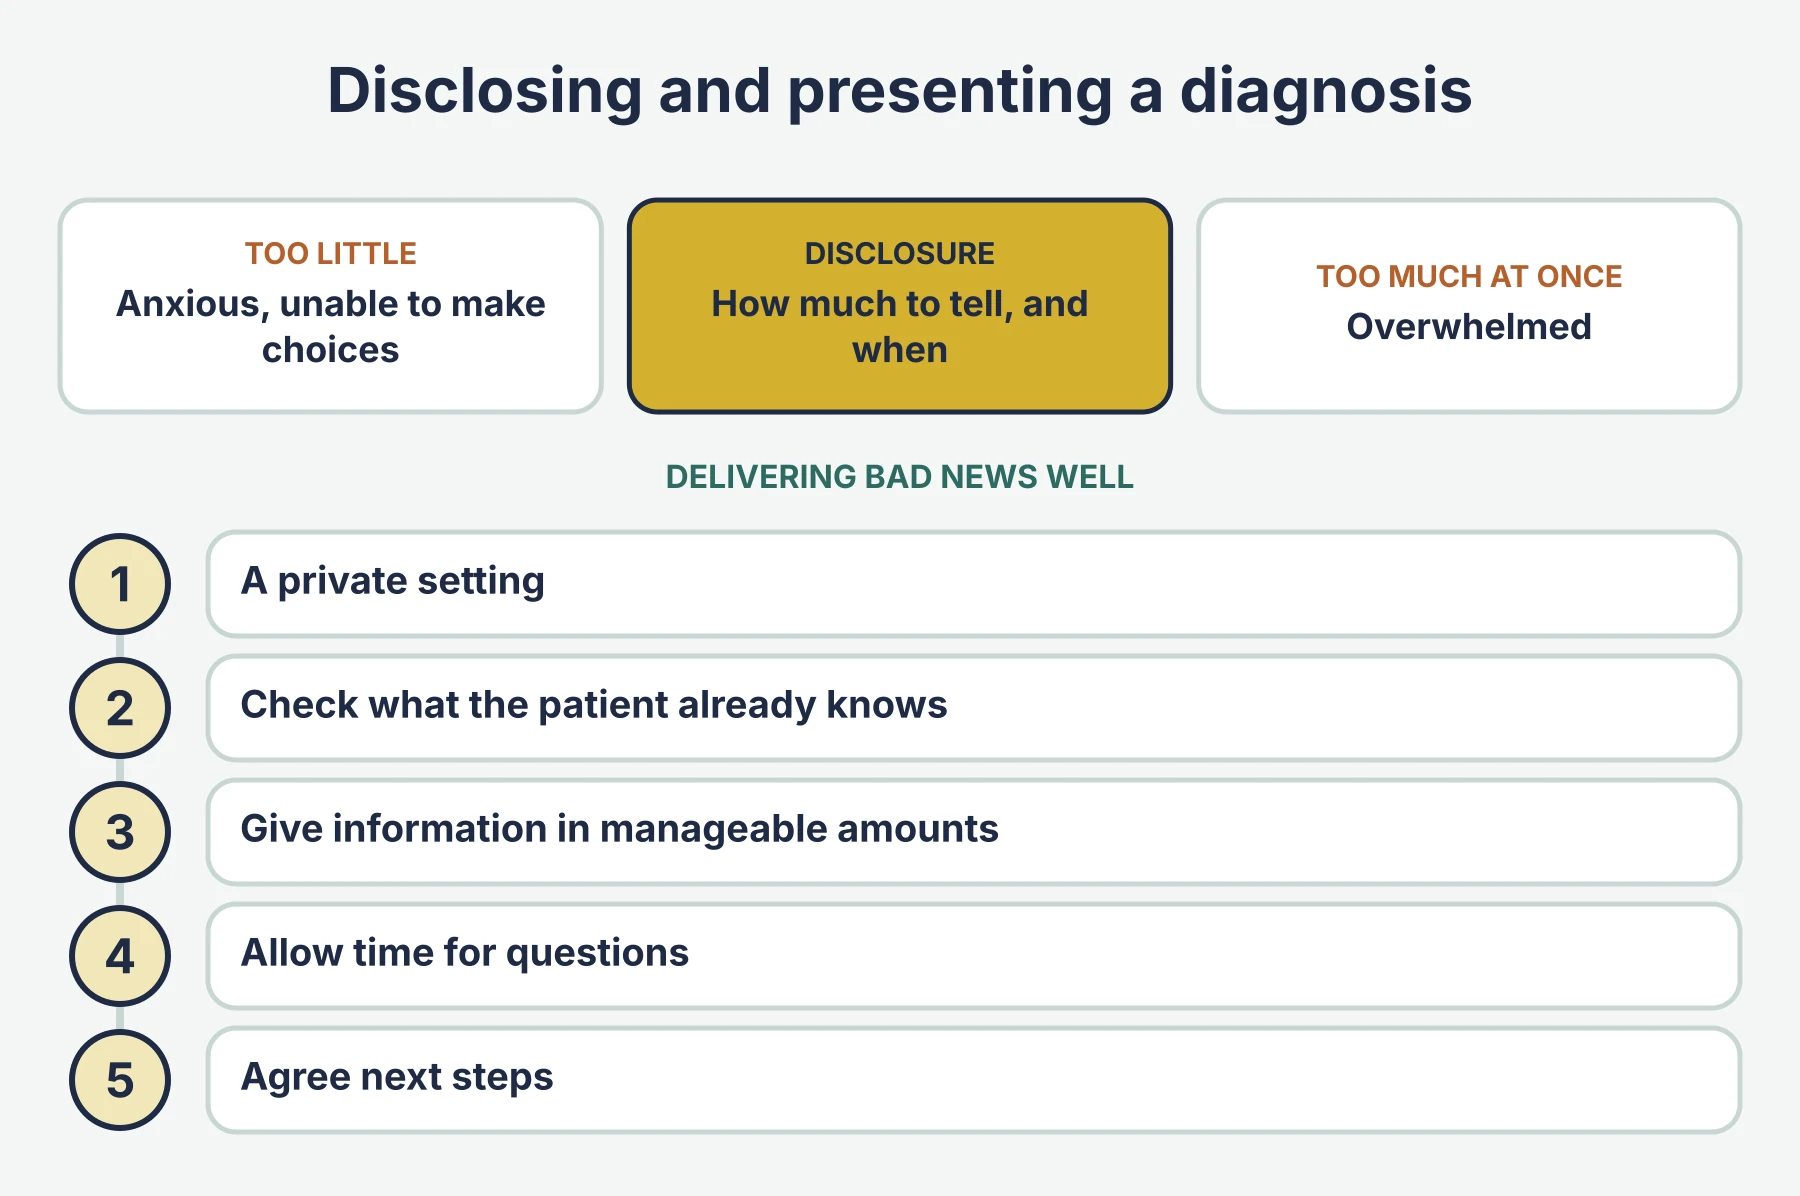 Disclosing and presenting a diagnosis
TOO LITTLE
Anxious, unable to make
choices
DISCLOSURE
How much to tell, and
when
TOO MUCH AT ONCE
Overwhelmed
DELIVERING BAD NEWS WELL
1
A private setting
2
Check what the patient already knows
3
Give information in manageable amounts
4
Allow time for questions
5
Agree next steps